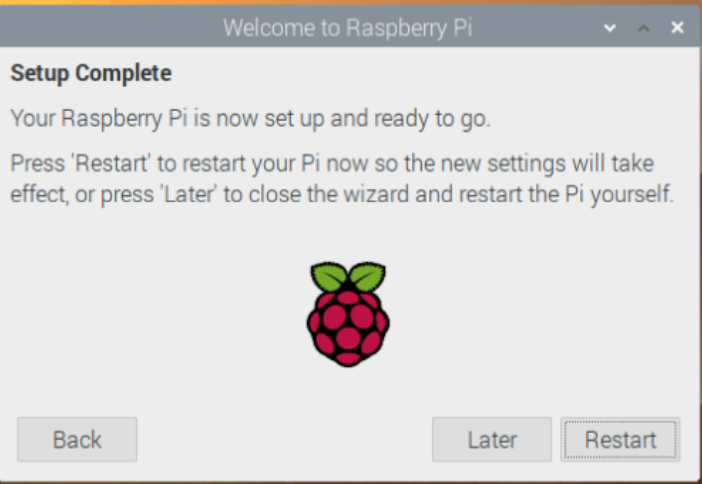 Welcome to Raspberry Pi
Setup Complete
Your Raspberry Pi is now set up and ready to go.
Press 'Restart' to restart your Pi now so the new settings will take
effect, or press 'Later' to close the wizard and restart the Pi yourself.
Back
Later
Restart